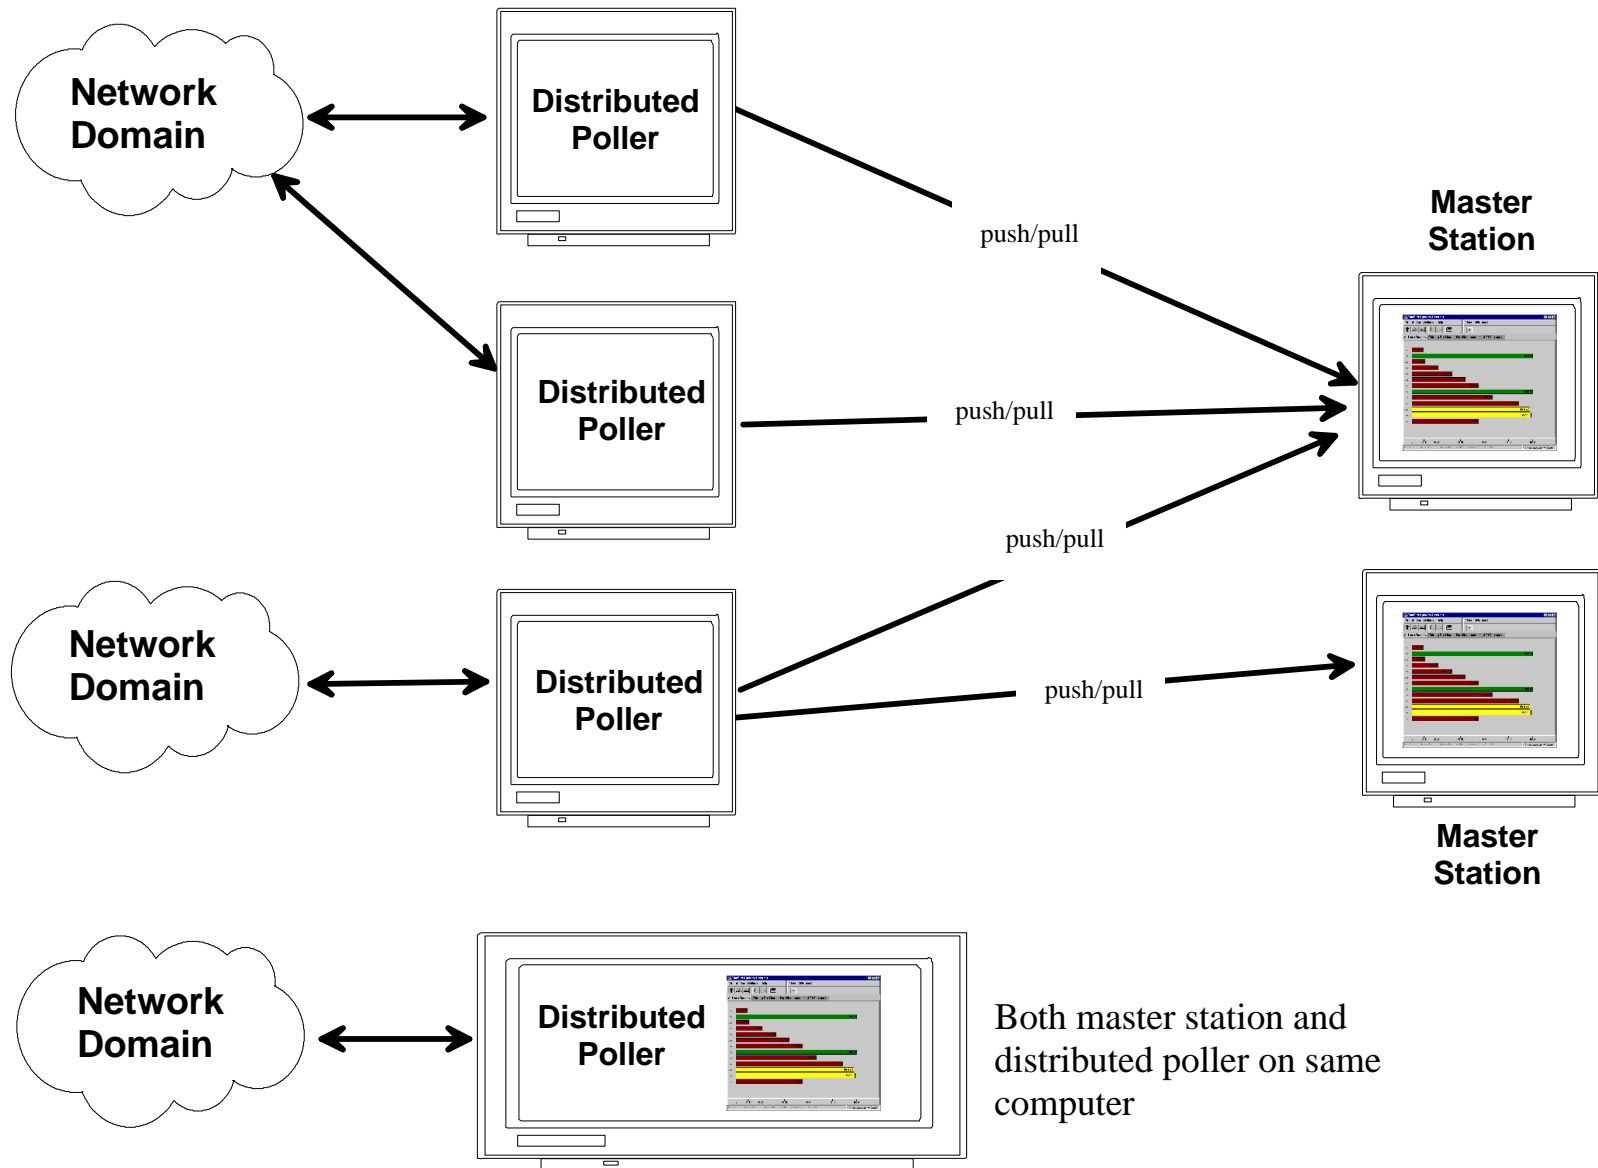 Network
Domain
Distributed
Poller
push/pull
Master
Station
Distributed
Poller
push/pull
push/pull
Network
Domain
Distributed
Poller
push/pull
Master
Station
Network
Domain
Distributed
Poller
Both master station and
distributed poller on same
computer